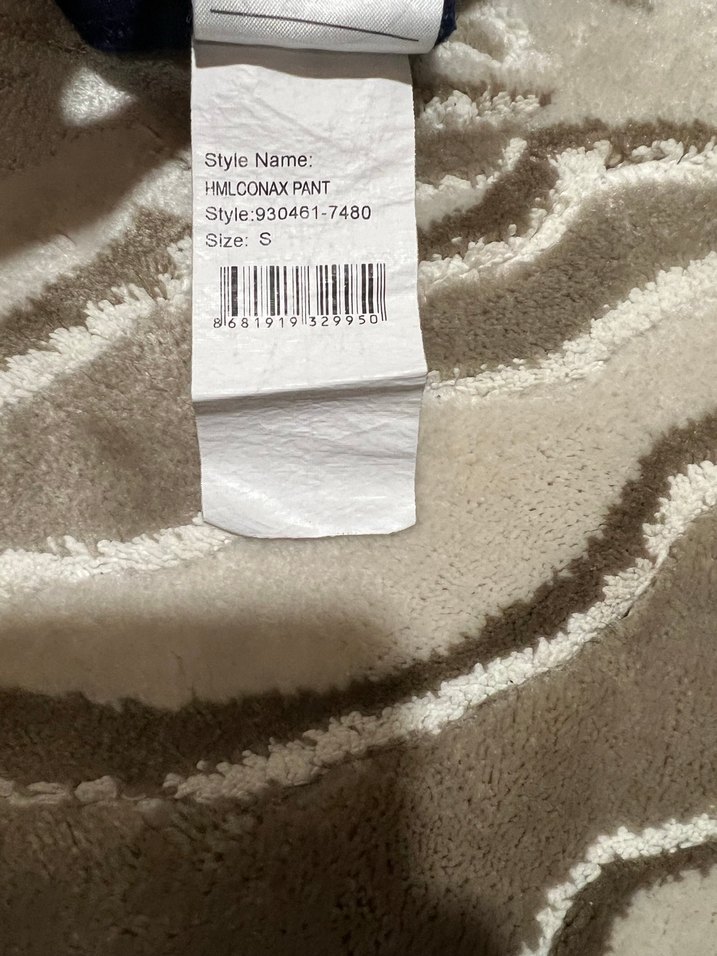 Style Name:
HMLCONAX PANT
Style:930461-7480
Size: S
8681919329950